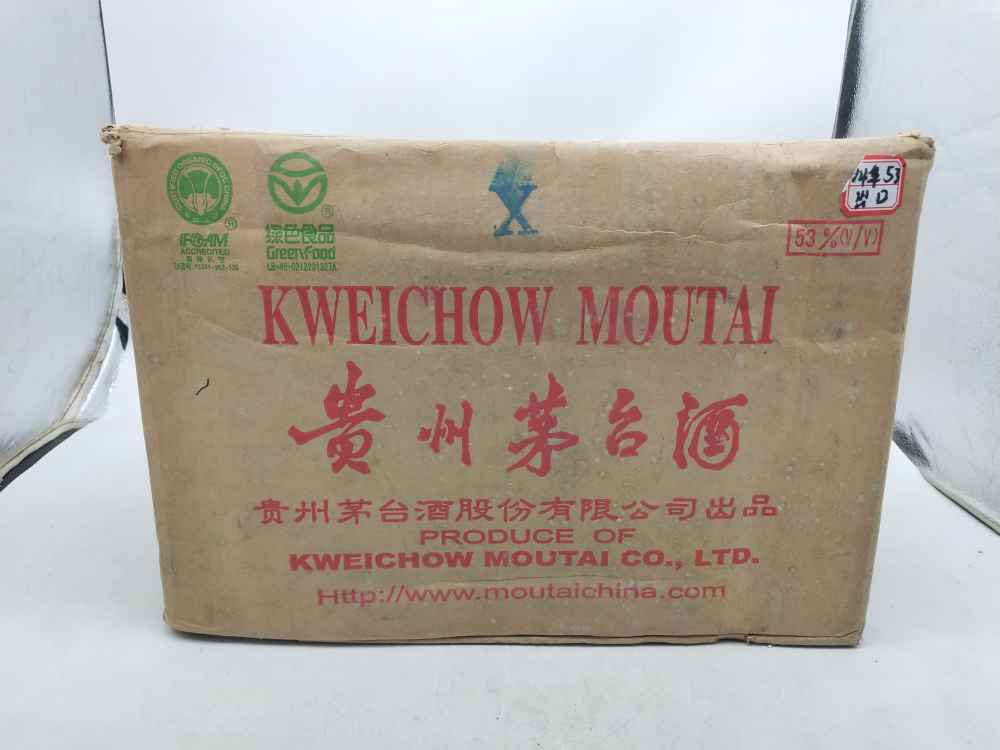 IFOAM
ACCREDITED
绿色食品
GreenFood
X
14年53
出口
53%(V/V)
KWEICHOW MOUTAI
贵州茅台酒
贵州茅台酒股份有限公司出品
PRODUCE OF
KWEICHOW MOUTAI CO., LTD.
Http://www.moutaichina.com